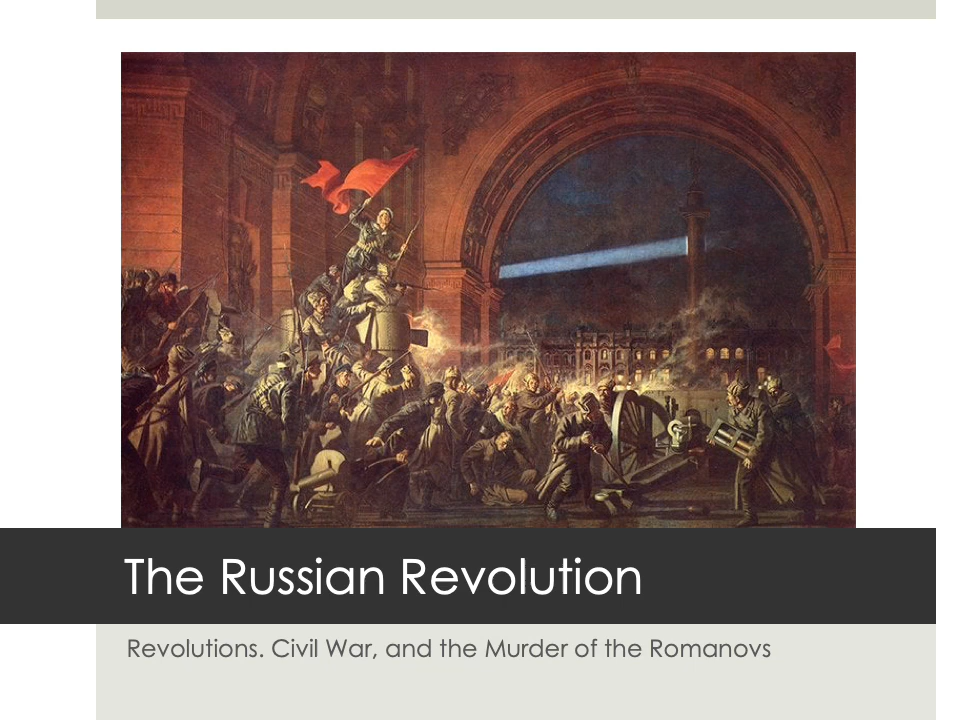 The Russian Revolution
Revolutions. Civil War, and the Murder of the Romanovs